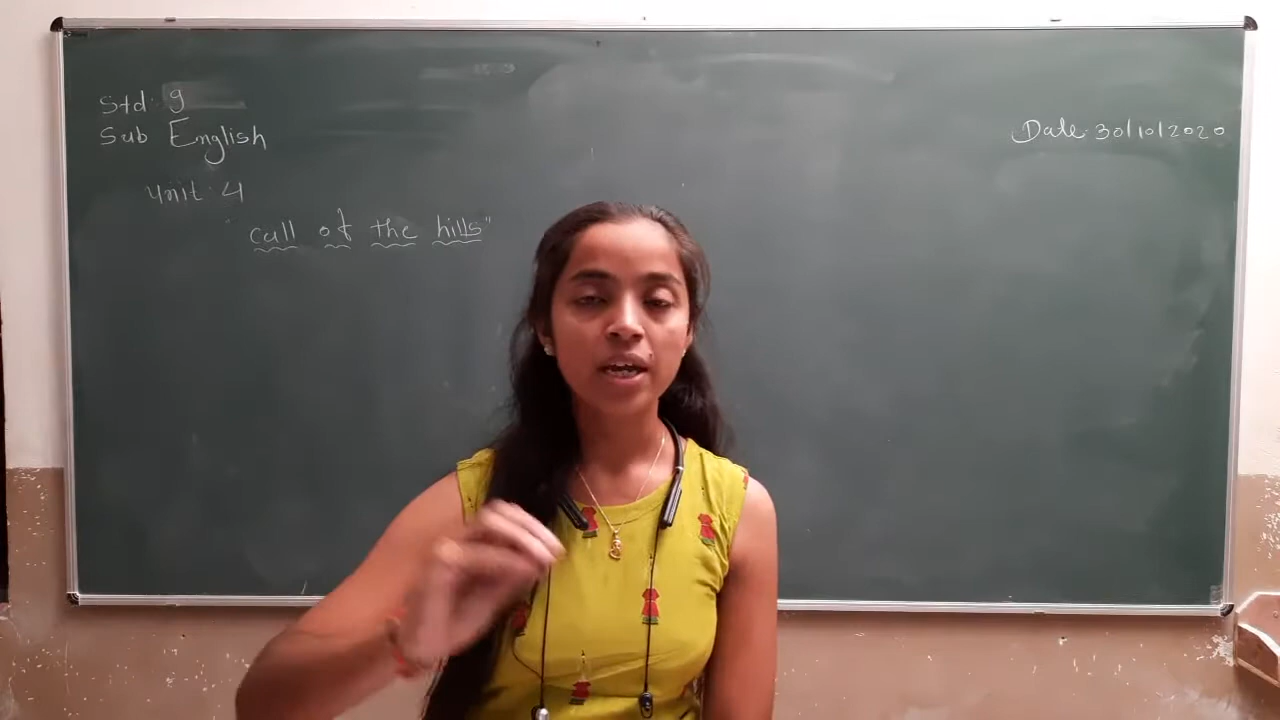 Std 9
Sub English
Date 30/10/2020
Unit 4
"call of the hills"